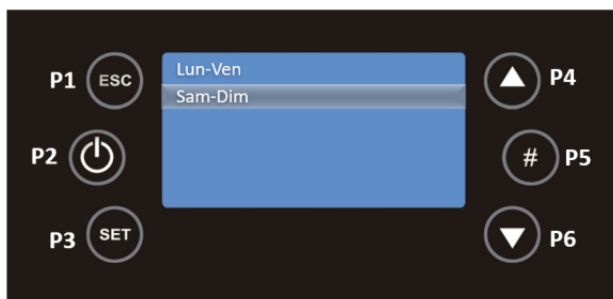 P1 ESC
Lun-Ven
Sam-Dim
P4
P2
# P5
P3 SET
P6